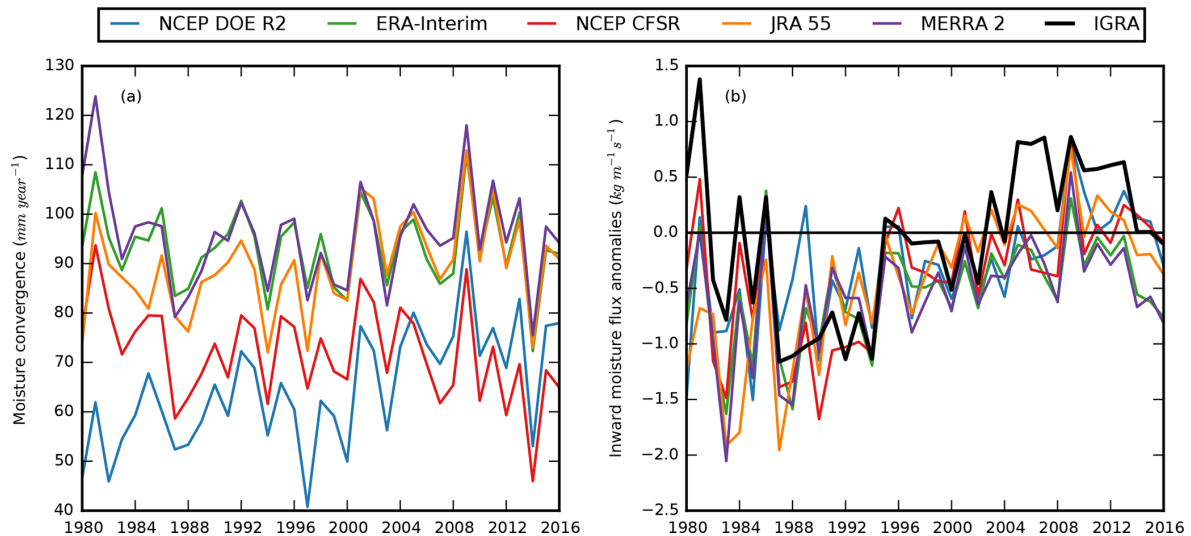 NCEP DOE R2 ERA-Interim NCEP CFSR JRA 55 MERRA 2 IGRA
(a)
Moisture convergence (mm year⁻¹)
130
120
110
100
90
80
70
60
50
40
1980 1984 1988 1992 1996 2000 2004 2008 2012 2016
(b)
Inward moisture flux anomalies (kg m⁻¹ s⁻¹)
1.5
1.0
0.5
0.0
−0.5
−1.0
−1.5
−2.0
−2.5
1980 1984 1988 1992 1996 2000 2004 2008 2012 2016